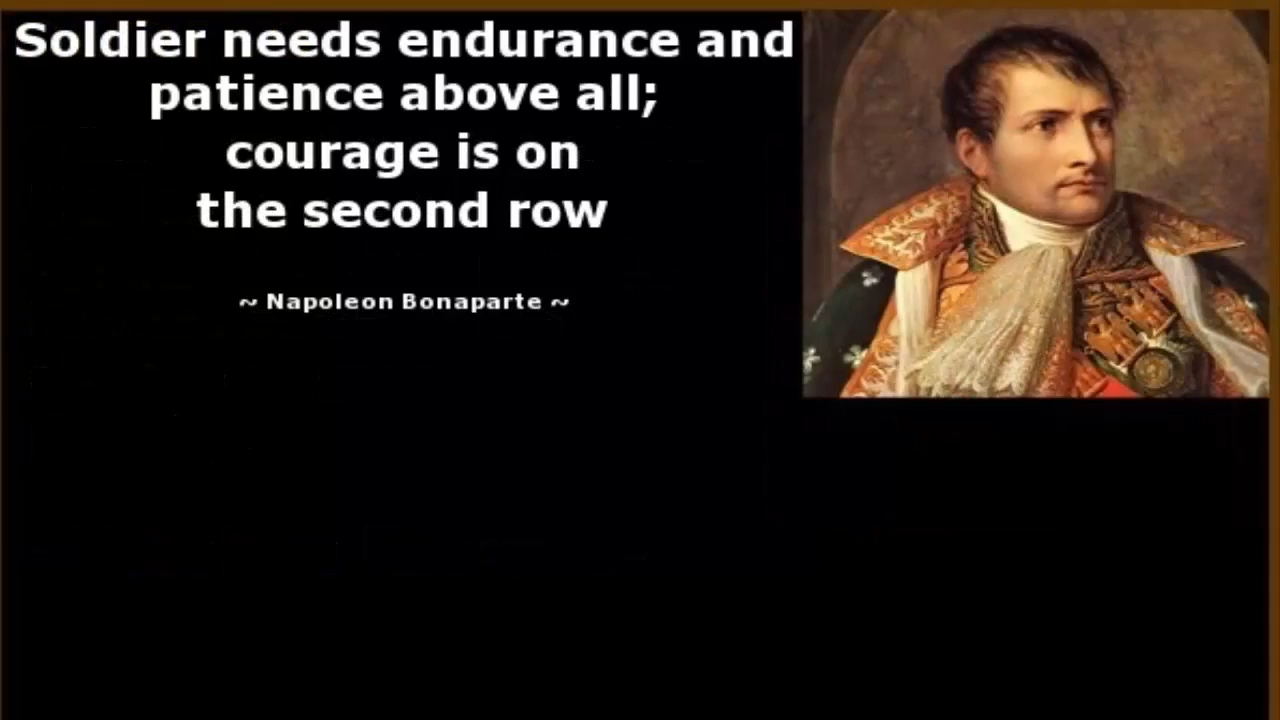 Soldier needs endurance and
patience above all;
courage is on
the second row
~ Napoleon Bonaparte ~